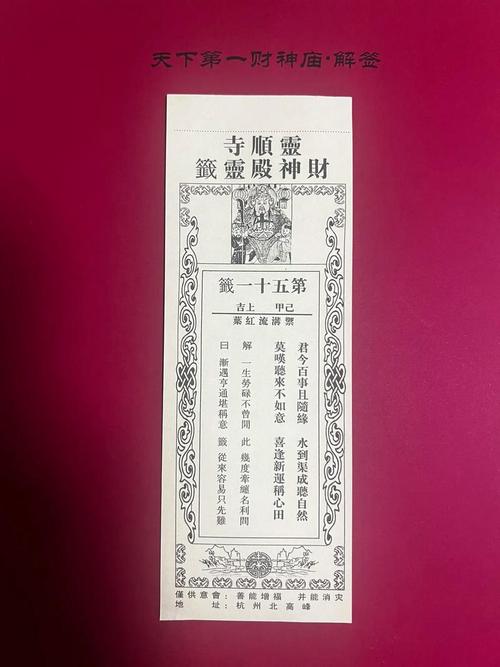 天下第一财神庙·解签
靈順寺
財神殿靈籤
第五十一籤
己甲 上吉
禦溝流紅葉
君今百事且隨緣 水到渠成聽自然
莫嘆聽來不如意 喜逢新運稱心田
解 一生勞碌不曾閒 此 幾度牽纏名利間
曰 漸遇亨通堪稱意 籤 從來容易只先難
僅供意會：善能增福 并能消灾
地址：杭州北高峰